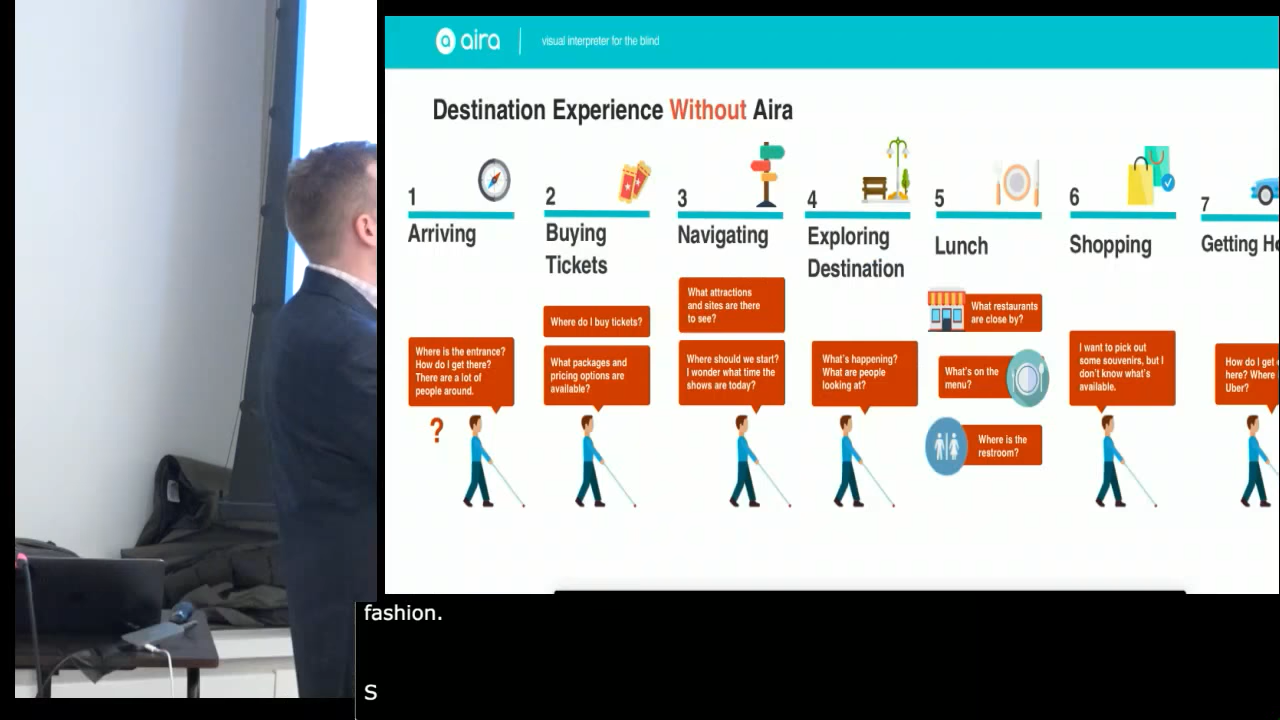 aira
visual interpreter for the blind
Destination Experience Without Aira
1
Arriving
Where is the entrance?
How do I get there?
There are a lot of
people around.
?
2
Buying
Tickets
Where do I buy tickets?
What packages and
pricing options are
available?
3
Navigating
What attractions
and sites are there
to see?
Where should we start?
I wonder what time the
shows are today?
4
Exploring
Destination
What's happening?
What are people
looking at?
5
Lunch
What restaurants
are close by?
What's on the
menu?
Where is the
restroom?
6
Shopping
I want to pick out
some souvenirs, but I
don't know what's
available.
7
Getting Ho
How do I get
here? Where
Uber?
fashion.
s